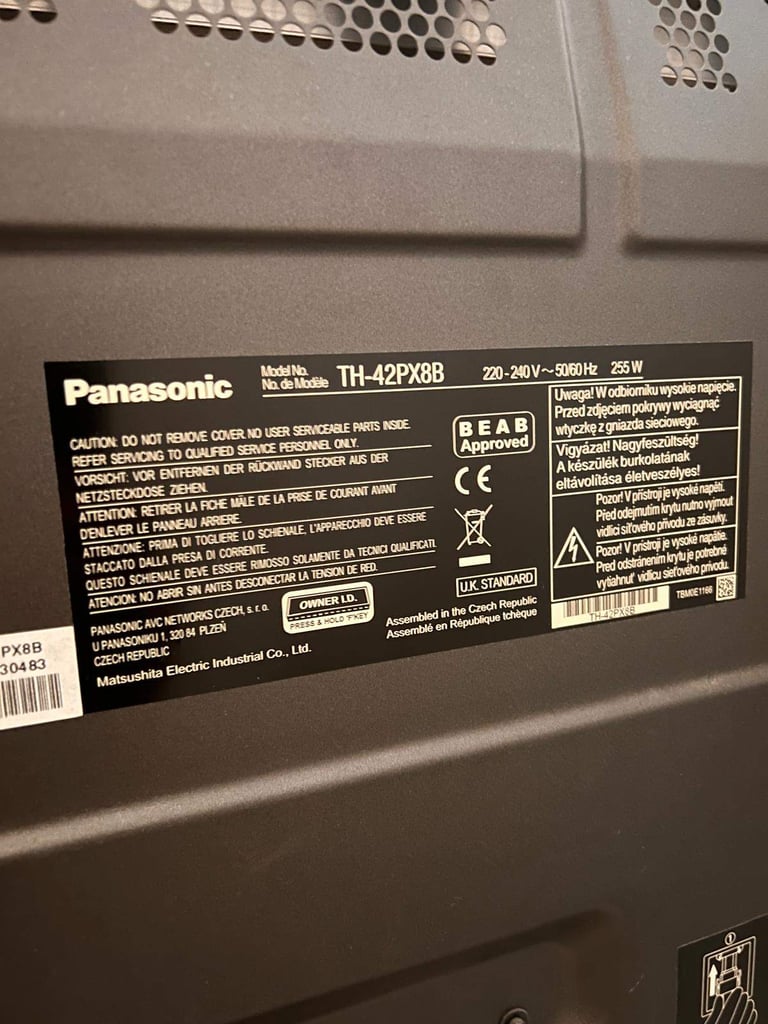 Panasonic
Model No.
No. de Modèle
TH-42PX8B
220-240 V ~ 50/60 Hz 255 W
CAUTION: DO NOT REMOVE COVER. NO USER SERVICEABLE PARTS INSIDE.
REFER SERVICING TO QUALIFIED SERVICE PERSONNEL ONLY.
VORSICHT: VOR ENTFERNEN DER RÜCKWAND STECKER AUS DER
NETZSTECKDOSE ZIEHEN.
ATTENTION: RETIRER LA FICHE MÂLE DE LA PRISE DE COURANT AVANT
D'ENLEVER LE PANNEAU ARRIERE.
ATTENZIONE: PRIMA DI TOGLIERE LO SCHIENALE, L'APPARECCHIO DEVE ESSERE
STACCATO DALLA PRESA DI CORRENTE.
QUESTO SCHIENALE DEVE ESSERE RIMOSSO SOLAMENTE DA TECNICI QUALIFICATI.
ATENCION: NO ABRIR SIN ANTES DESCONECTAR LA TENSION DE RED.
PANASONIC AVC NETWORKS CZECH, s. r. o.
U PANASONIKU 1, 320 84 PLZEŇ
CZECH REPUBLIC
Matsushita Electric Industrial Co., Ltd.
OWNER I.D.
PRESS & HOLD 'F'KEY
BEAB
Approved
CE
U.K. STANDARD
Assembled in the Czech Republic
Assemblé en République tchèque
Uwaga! W odbiorniku wysokie napięcie.
Przed zdjęciem pokrywy wyciągnąć
wtyczkę z gniazda sieciowego.
Vigyázat! Nagyfeszültség!
A készülék burkolatának
eltávolítása életveszélyes!
Pozor! V přístroji je vysoké napětí.
Před odejmutím krytu nutno vyjmout
vidlici síťového přívodu ze zásuvky.
Pozor! V prístroji je vysoké napätie.
Pred odstránením krytu je potrebné
vytiahnuť vidlicu sieťového prívodu.
TH-42PX8B
TBM0E1166
PX8B
30483
1